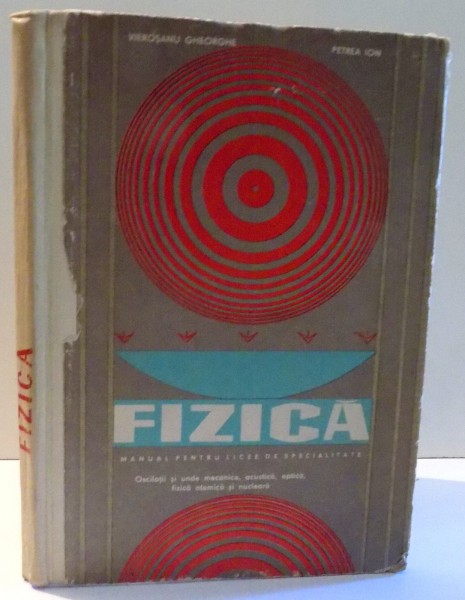 VIEROȘANU GHEORGHE
PETREA ION
FIZICĂ
MANUAL PENTRU LICEE DE SPECIALITATE
Oscilații și unde mecanice, acustică, optică,
fizică atomică și nucleară
FIZICA